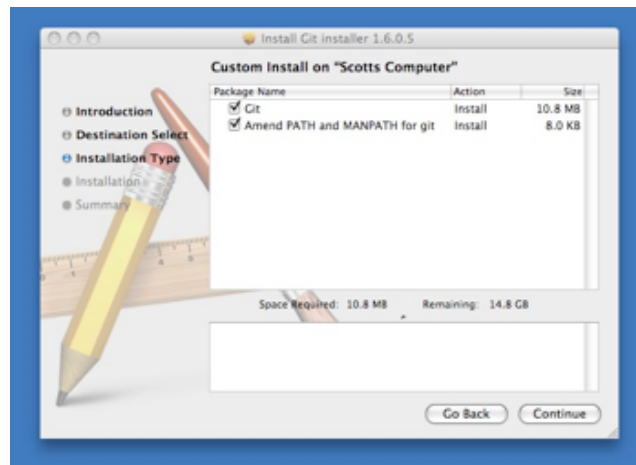 Install Git installer 1.6.0.5
Custom Install on "Scotts Computer"
Introduction
Destination Select
Installation Type
Installation
Summary
Package Name Action Size
Git Install 10.8 MB
Amend PATH and MANPATH for git Install 8.0 KB
Space Required: 10.8 MB Remaining: 14.8 GB
Go Back Continue